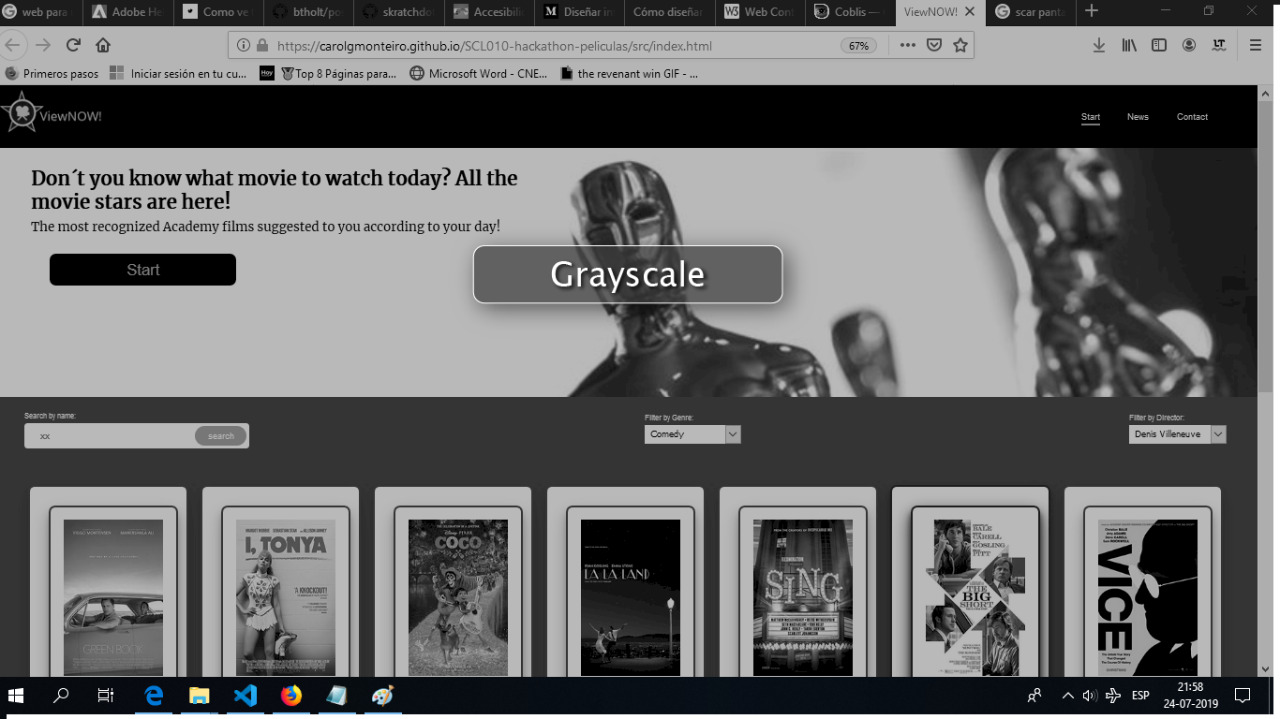 web para
Adobe He
Como ve
btholt/pos
skratchdo
Accesibili
Diseñar in
Cómo diseñar
Web Cont
Coblis —
ViewNOW!
scar panta
https://carolgmonteiro.github.io/SCL010-hackathon-peliculas/src/index.html
67%
Primeros pasos
Iniciar sesión en tu cu...
Top 8 Páginas para...
Microsoft Word - CNE...
the revenant win GIF - ...
ViewNOW!
Start
News
Contact
Don´t you know what movie to watch today? All the
movie stars are here!
The most recognized Academy films suggested to you according to your day!
Start
Grayscale
Search by name:
xx
search
Filter by Genre:
Comedy
Filter by Director:
Denis Villeneuve
GREEN BOOK
I, TONYA
A KNOCKOUT!
DISNEY PIXAR
COCO
LA LA LAND
SING
BALE
CARELL
GOSLING
PITT
THE
BIG
SHORT
VICE
ESP
21:58
24-07-2019